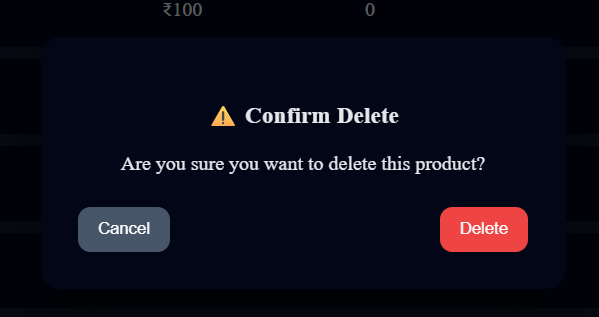 ₹100 0
⚠️ Confirm Delete
Are you sure you want to delete this product?
Cancel Delete